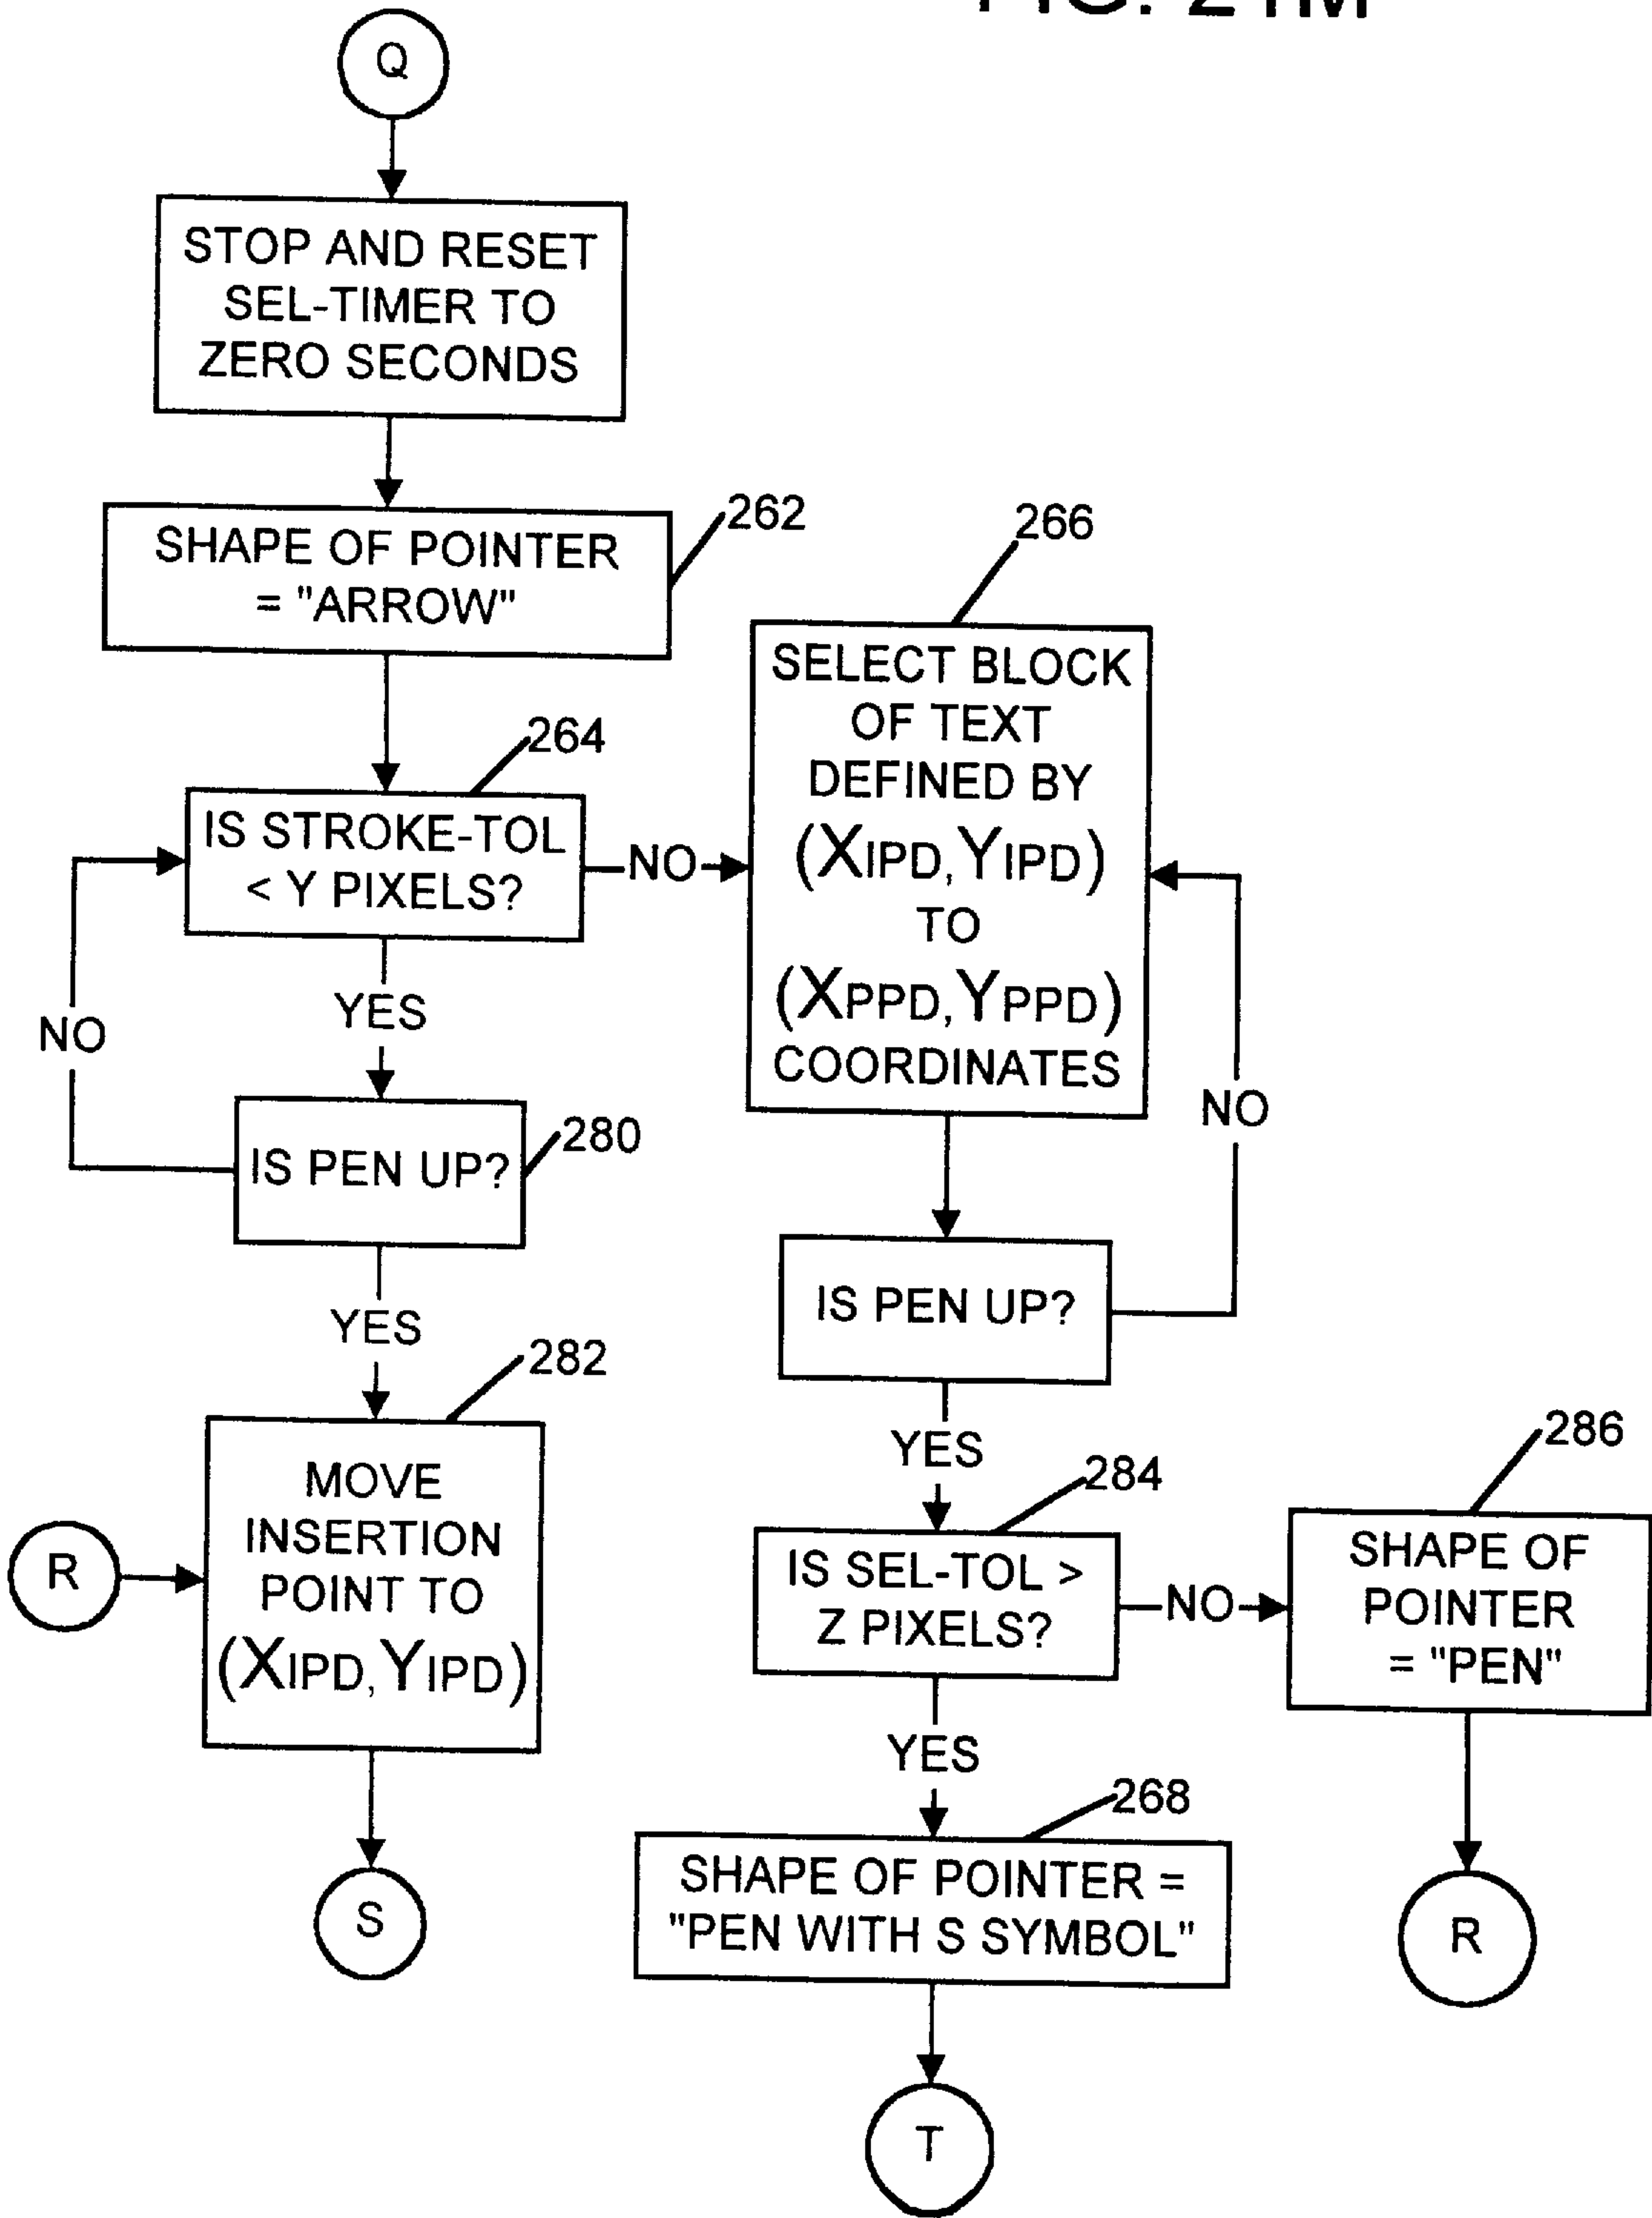 FIG. 21M
Q
STOP AND RESET
SEL-TIMER TO
ZERO SECONDS
262
SHAPE OF POINTER
= "ARROW"
264
IS STROKE-TOL
< Y PIXELS?
NO
YES
NO
280
IS PEN UP?
YES
282
MOVE
INSERTION
POINT TO
(XIPD, YIPD)
R
S
266
SELECT BLOCK
OF TEXT
DEFINED BY
(XIPD, YIPD)
TO
(XPPD, YPPD)
COORDINATES
NO
IS PEN UP?
YES
284
IS SEL-TOL >
Z PIXELS?
NO
286
SHAPE OF
POINTER
= "PEN"
R
YES
268
SHAPE OF POINTER =
"PEN WITH S SYMBOL"
T